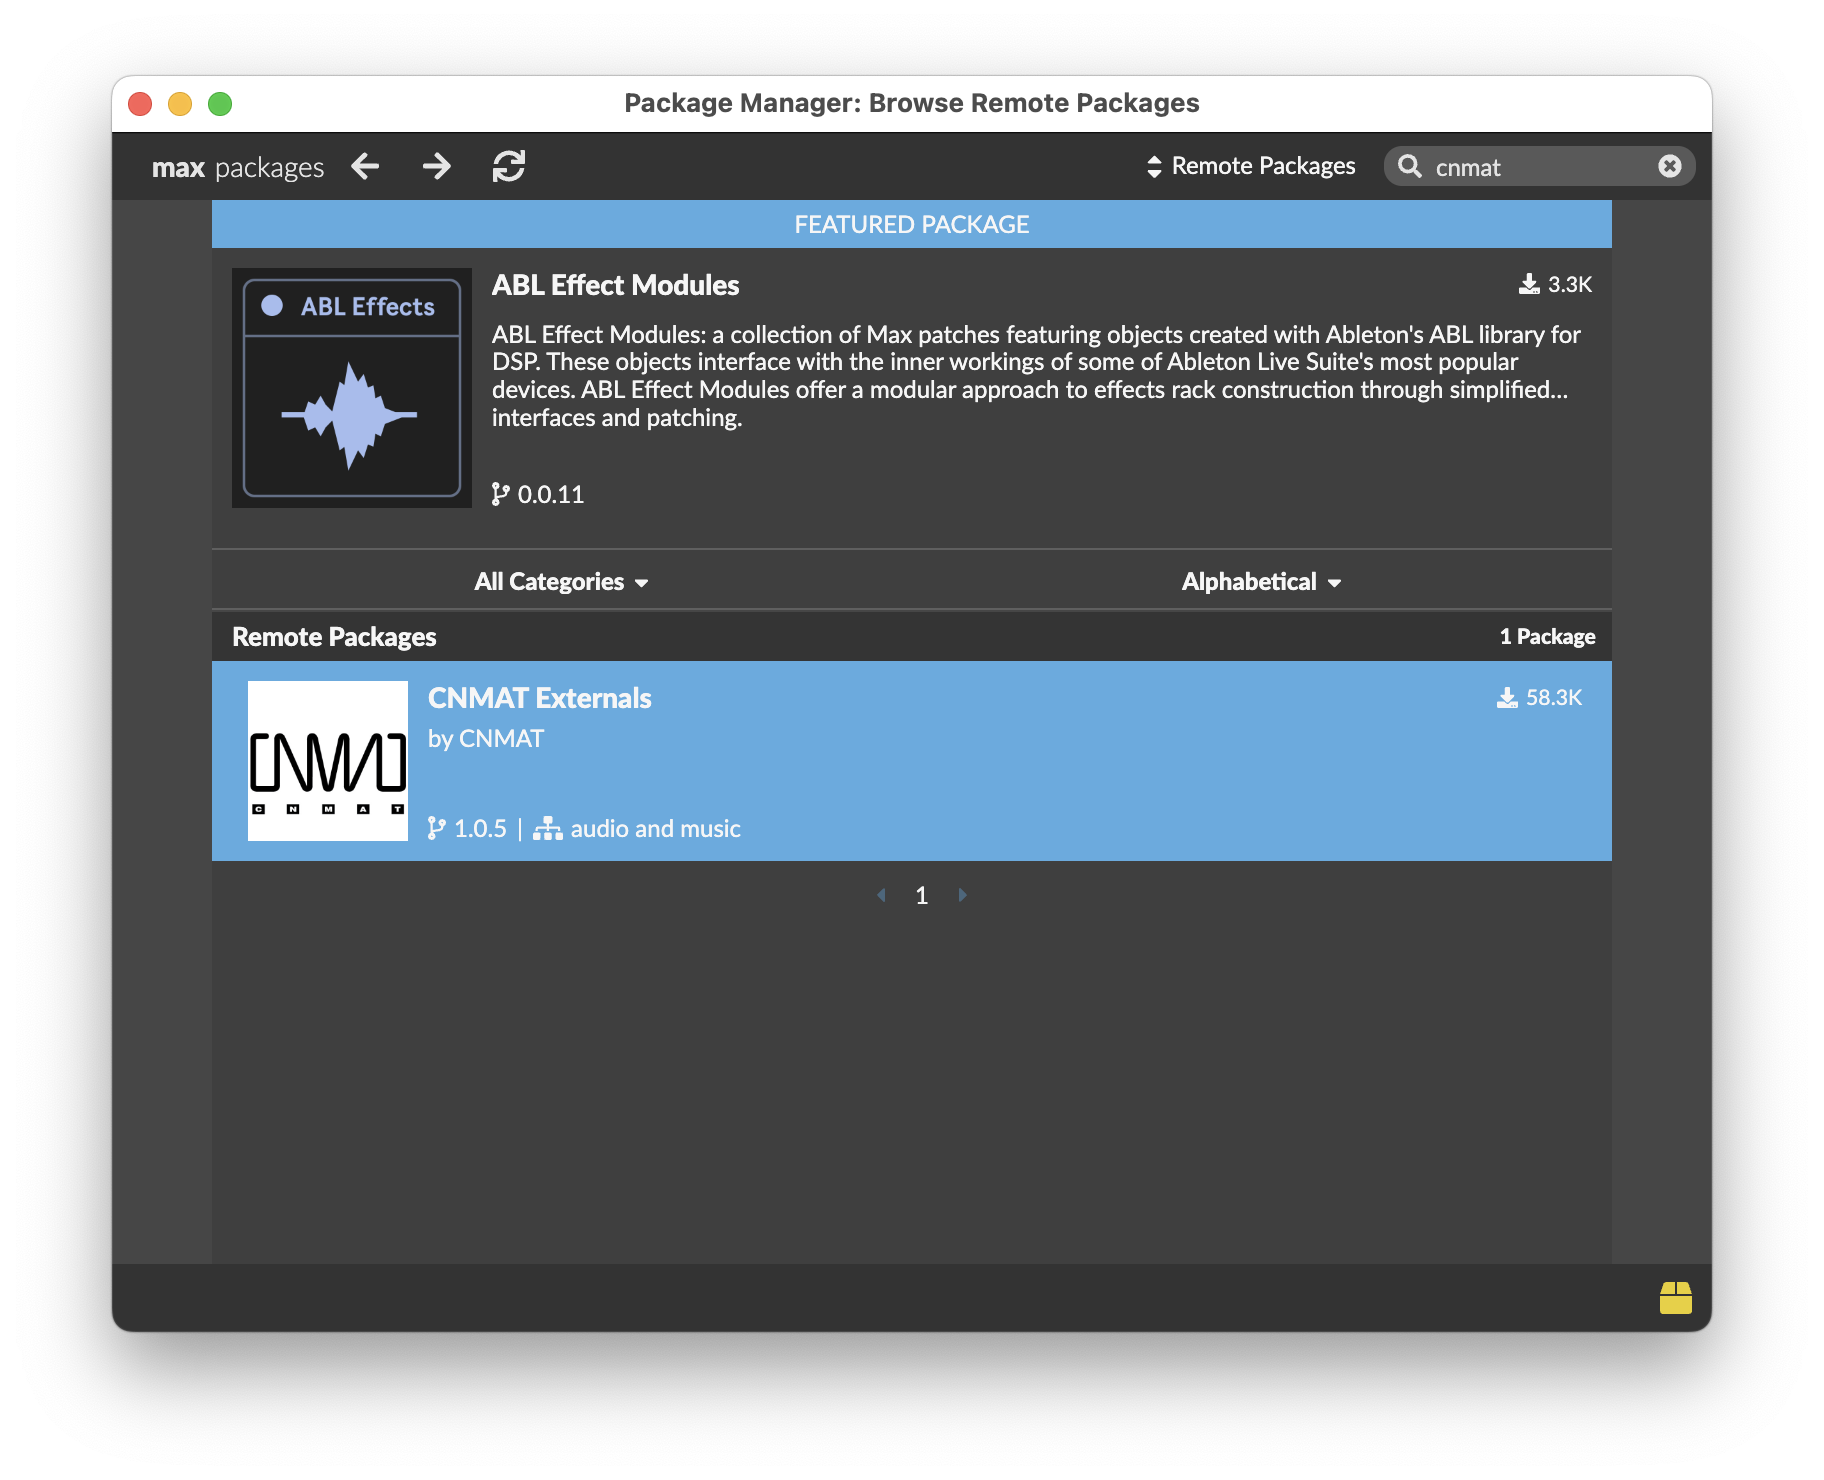 Package Manager: Browse Remote Packages
max packages
Remote Packages
cnmat
FEATURED PACKAGE
ABL Effects
ABL Effect Modules
3.3K
ABL Effect Modules: a collection of Max patches featuring objects created with Ableton's ABL library for
DSP. These objects interface with the inner workings of some of Ableton Live Suite's most popular
devices. ABL Effect Modules offer a modular approach to effects rack construction through simplified...
interfaces and patching.
0.0.11
All Categories
Alphabetical
Remote Packages
1 Package
CNMAT
C N M A T
CNMAT Externals
58.3K
by CNMAT
1.0.5 | audio and music
1